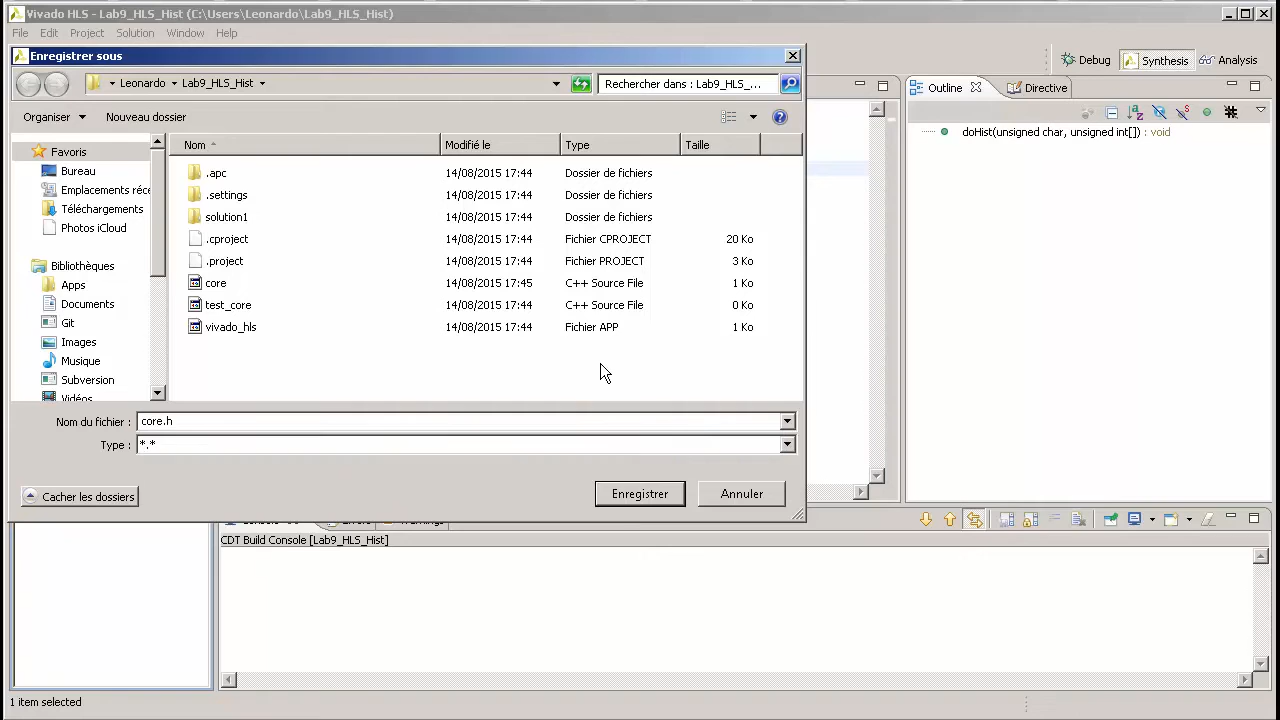 Vivado HLS - Lab9_HLS_Hist (C:\Users\Leonardo\Lab9_HLS_Hist)
File Edit Project Solution Window Help
Enregistrer sous
Debug Synthesis Analysis
Leonardo Lab9_HLS_Hist
Rechercher dans : Lab9_HLS_...
Outline Directive
Organiser Nouveau dossier
doHist(unsigned char, unsigned int[]) : void
Nom Modifié le Type Taille
Favoris
Bureau
Emplacements réce
Téléchargements
Photos iCloud
Bibliothèques
Apps
Documents
Git
Images
Musique
Subversion
Vidéos
.apc 14/08/2015 17:44 Dossier de fichiers
.settings 14/08/2015 17:44 Dossier de fichiers
solution1 14/08/2015 17:44 Dossier de fichiers
.cproject 14/08/2015 17:44 Fichier CPROJECT 20 Ko
.project 14/08/2015 17:44 Fichier PROJECT 3 Ko
core 14/08/2015 17:45 C++ Source File 1 Ko
test_core 14/08/2015 17:44 C++ Source File 0 Ko
vivado_hls 14/08/2015 17:44 Fichier APP 1 Ko
Nom du fichier : core.h
Type : *.*
Cacher les dossiers
Enregistrer Annuler
CDT Build Console [Lab9_HLS_Hist]
1 item selected